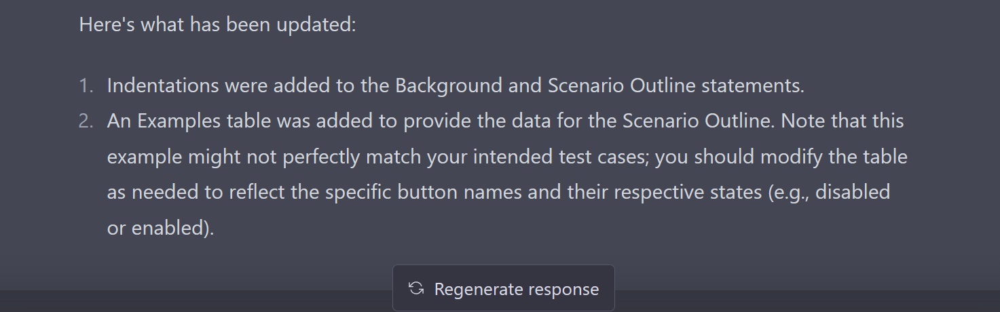 Here's what has been updated:
1. Indentations were added to the Background and Scenario Outline statements.
2. An Examples table was added to provide the data for the Scenario Outline. Note that this
example might not perfectly match your intended test cases; you should modify the table
as needed to reflect the specific button names and their respective states (e.g., disabled
or enabled).
Regenerate response